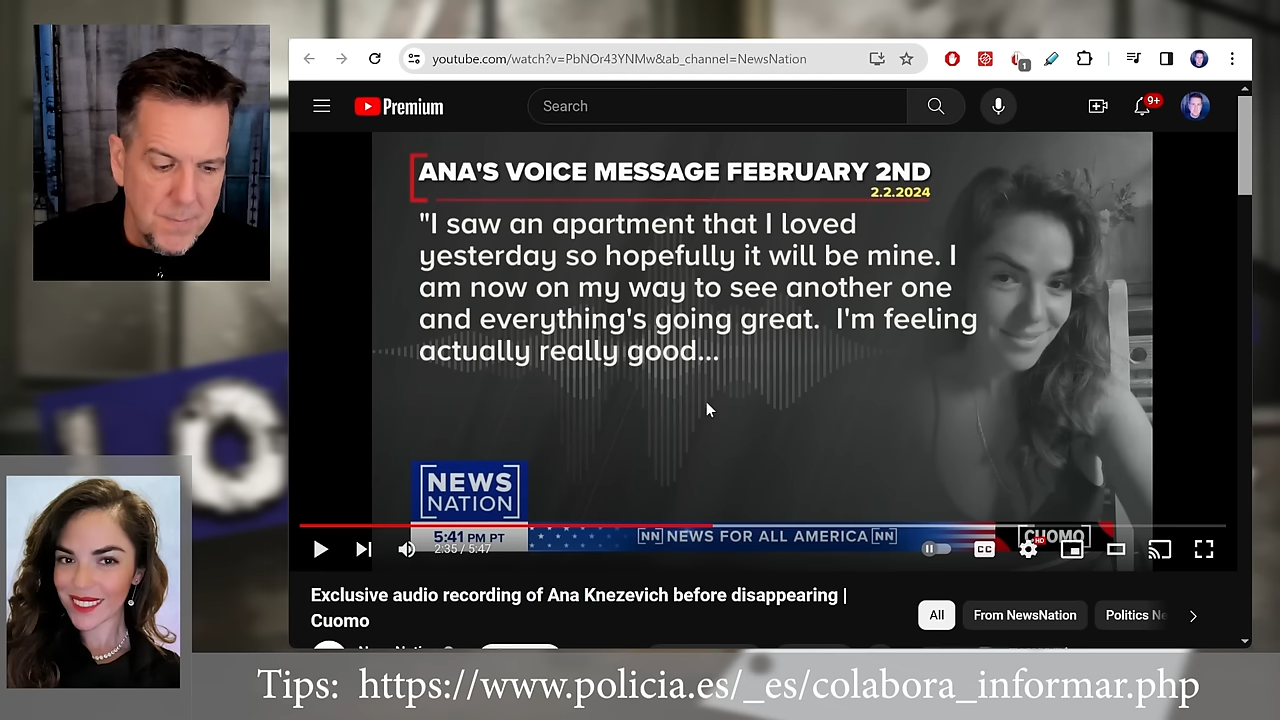 youtube.com/watch?v=PbNOr43YNMw&ab_channel=NewsNation
1
Premium
Search
9+
ANA'S VOICE MESSAGE FEBRUARY 2ND
2.2.2024
"I saw an apartment that I loved
yesterday so hopefully it will be mine. I
am now on my way to see another one
and everything's going great. I'm feeling
actually really good...
NEWS
NATION
5:41 PM PT
NN NEWS FOR ALL AMERICA NN
CUOMO
2:35 / 5:47
CC
HD
Exclusive audio recording of Ana Knezevich before disappearing |
Cuomo
All
From NewsNation
Politics Ne
Tips: https://www.policia.es/_es/colabora_informar.php